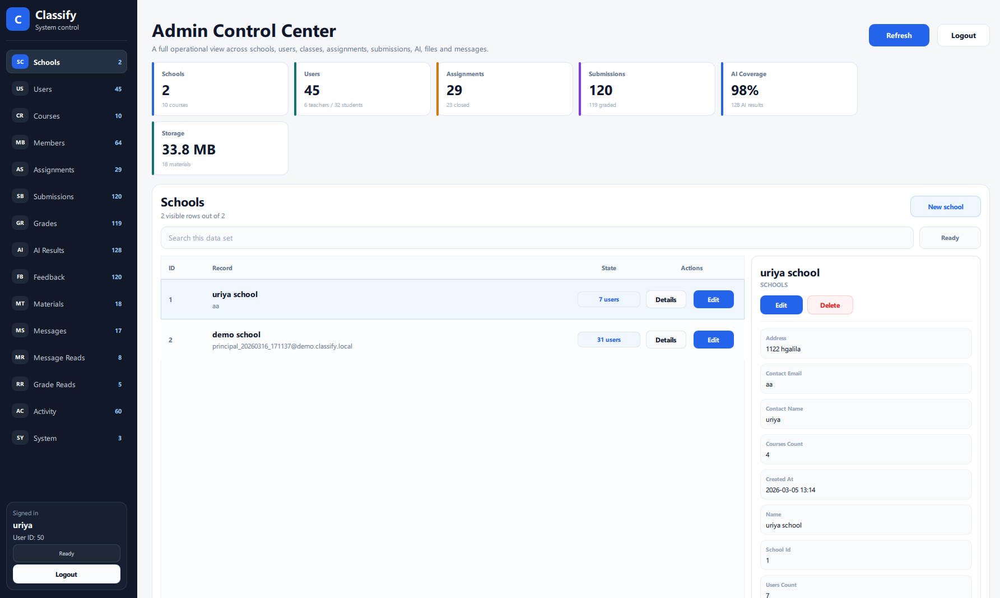 C
Classify
System control
SC Schools 2
US Users 45
CR Courses 10
MB Members 64
AS Assignments 29
SB Submissions 120
GR Grades 119
AI AI Results 128
FB Feedback 120
MT Materials 18
MS Messages 17
MR Message Reads 8
RR Grade Reads 5
AC Activity 60
SY System 3
Signed in
uriya
User ID: 50
Ready
Logout
Admin Control Center
A full operational view across schools, users, classes, assignments, submissions, AI, files and messages.
Refresh
Logout
Schools
2
10 courses
Users
45
6 teachers / 32 students
Assignments
29
23 closed
Submissions
120
119 graded
AI Coverage
98%
128 AI results
Storage
33.8 MB
18 materials
Schools
2 visible rows out of 2
New school
Search this data set
Ready
ID Record State Actions
1
uriya school
aa
7 users
Details
Edit
2
demo school
principal_20260316_171137@demo.classify.local
31 users
Details
Edit
uriya school
SCHOOLS
Edit
Delete
Address
1122 hgalila
Contact Email
aa
Contact Name
uriya
Courses Count
4
Created At
2026-03-05 13:14
Name
uriya school
School Id
1
Users Count
7